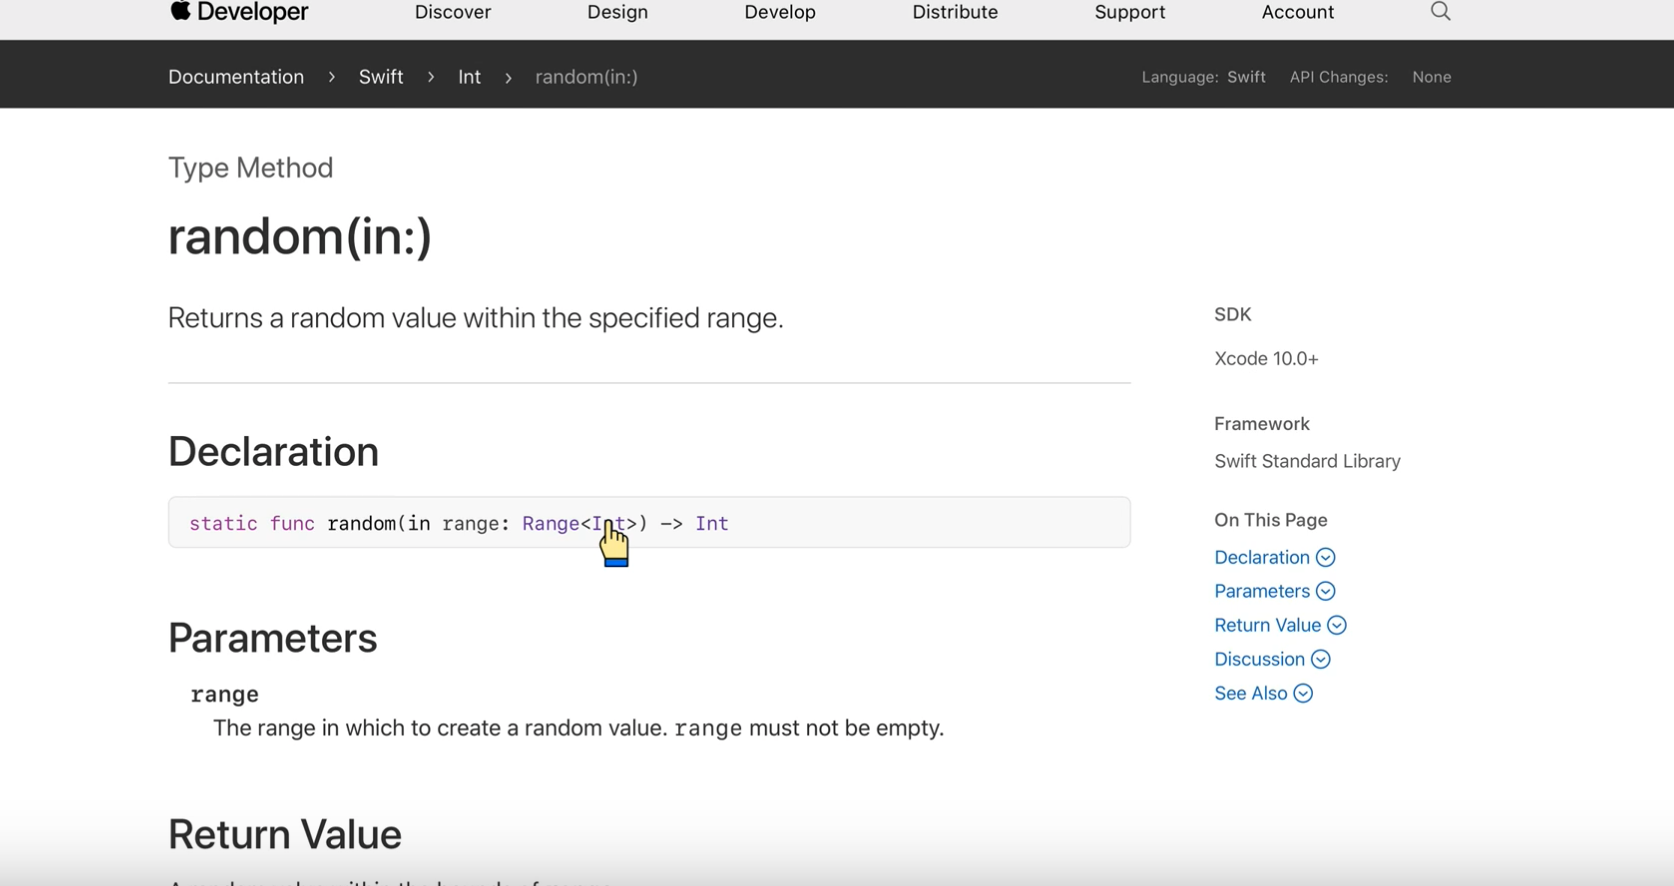 Developer Discover Design Develop Distribute Support Account
Documentation > Swift > Int > random(in:) Language: Swift API Changes: None
Type Method
random(in:)
Returns a random value within the specified range.
SDK
Xcode 10.0+
Framework
Swift Standard Library
Declaration
static func random(in range: Range<Int>) -> Int
On This Page
Declaration
Parameters
Return Value
Discussion
See Also
Parameters
range
The range in which to create a random value. range must not be empty.
Return Value